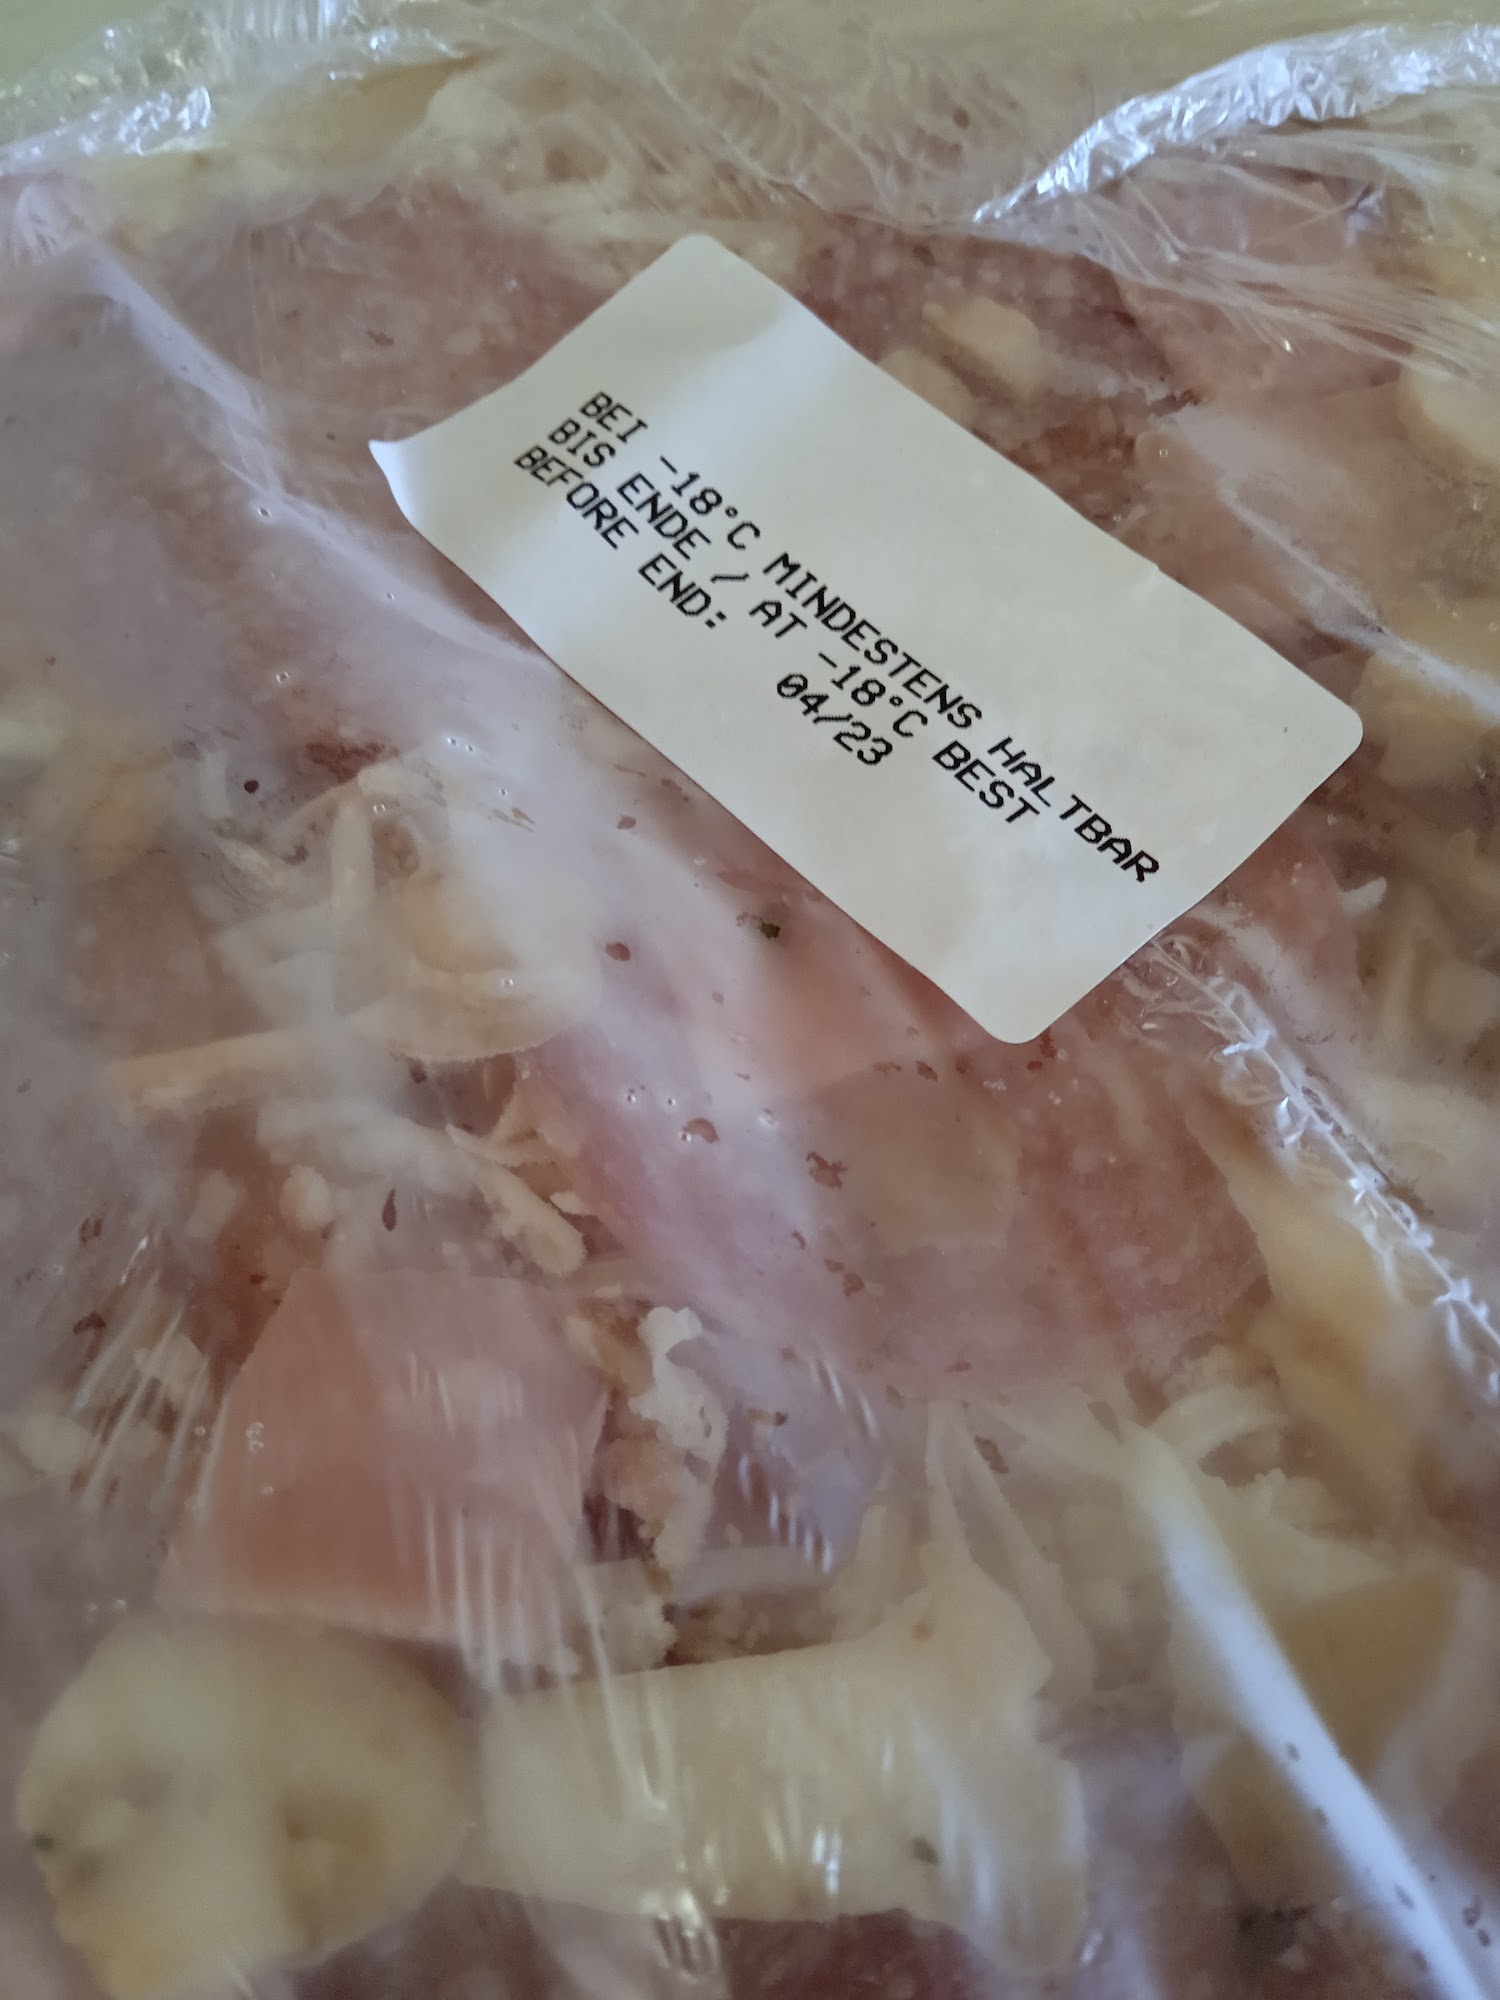 BEI -18°C MINDESTENS HALTBAR
BIS ENDE / AT -18°C BEST
BEFORE END:
04/23